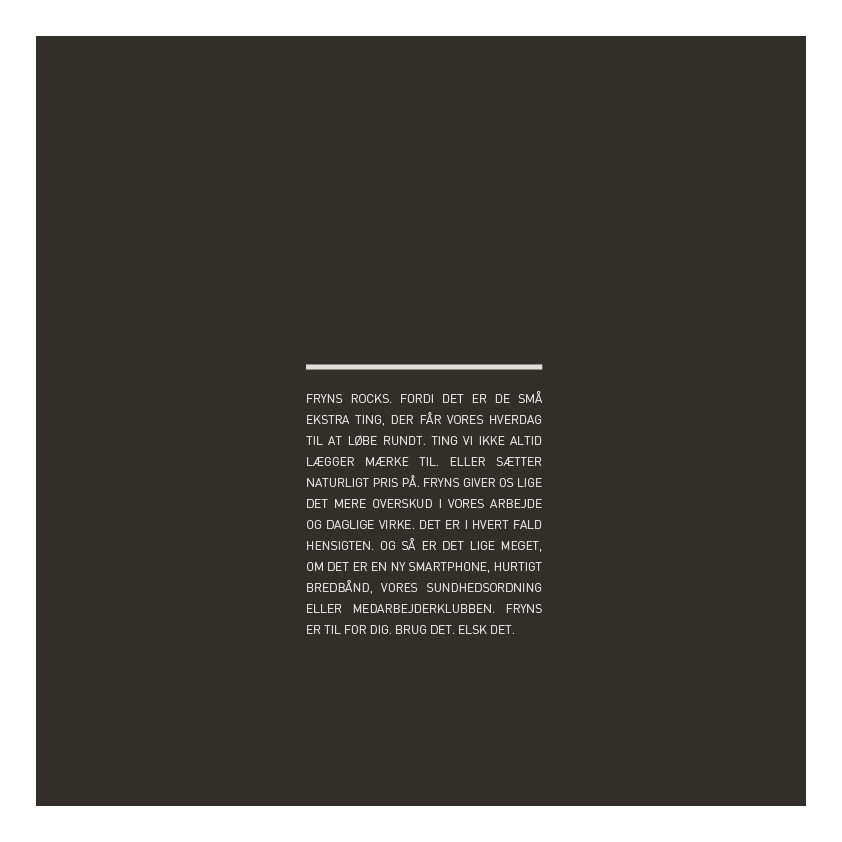 FRYNS ROCKS. FORDI DET ER DE SMÅ
EKSTRA TING, DER FÅR VORES HVERDAG
TIL AT LØBE RUNDT. TING VI IKKE ALTID
LÆGGER MÆRKE TIL. ELLER SÆTTER
NATURLIGT PRIS PÅ. FRYNS GIVER OS LIGE
DET MERE OVERSKUD I VORES ARBEJDE
OG DAGLIGE VIRKE. DET ER I HVERT FALD
HENSIGTEN. OG SÅ ER DET LIGE MEGET,
OM DET ER EN NY SMARTPHONE, HURTIGT
BREDBÅND, VORES SUNDHEDSORDNING
ELLER MEDARBEJDERKLUBBEN. FRYNS
ER TIL FOR DIG. BRUG DET. ELSK DET.